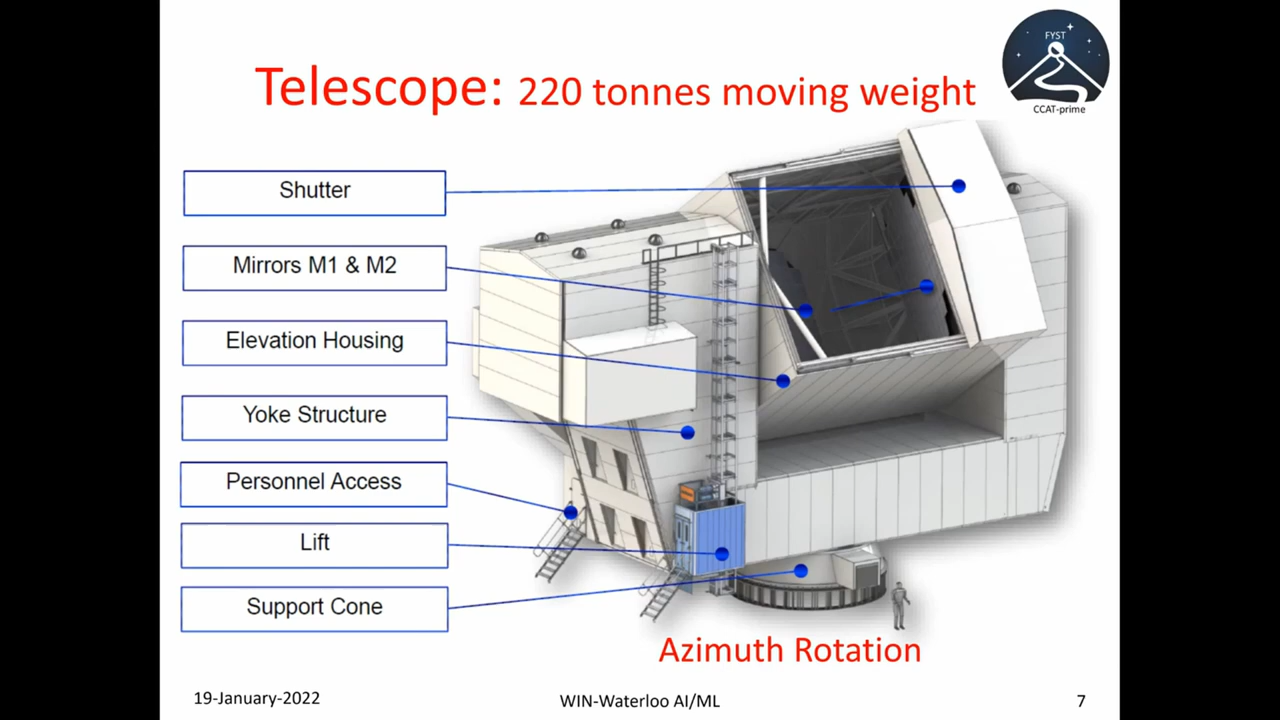 FYST
CCAT-prime
Telescope: 220 tonnes moving weight
Shutter
Mirrors M1 & M2
Elevation Housing
Yoke Structure
Personnel Access
Lift
Support Cone
Azimuth Rotation
19-January-2022
WIN-Waterloo AI/ML
7